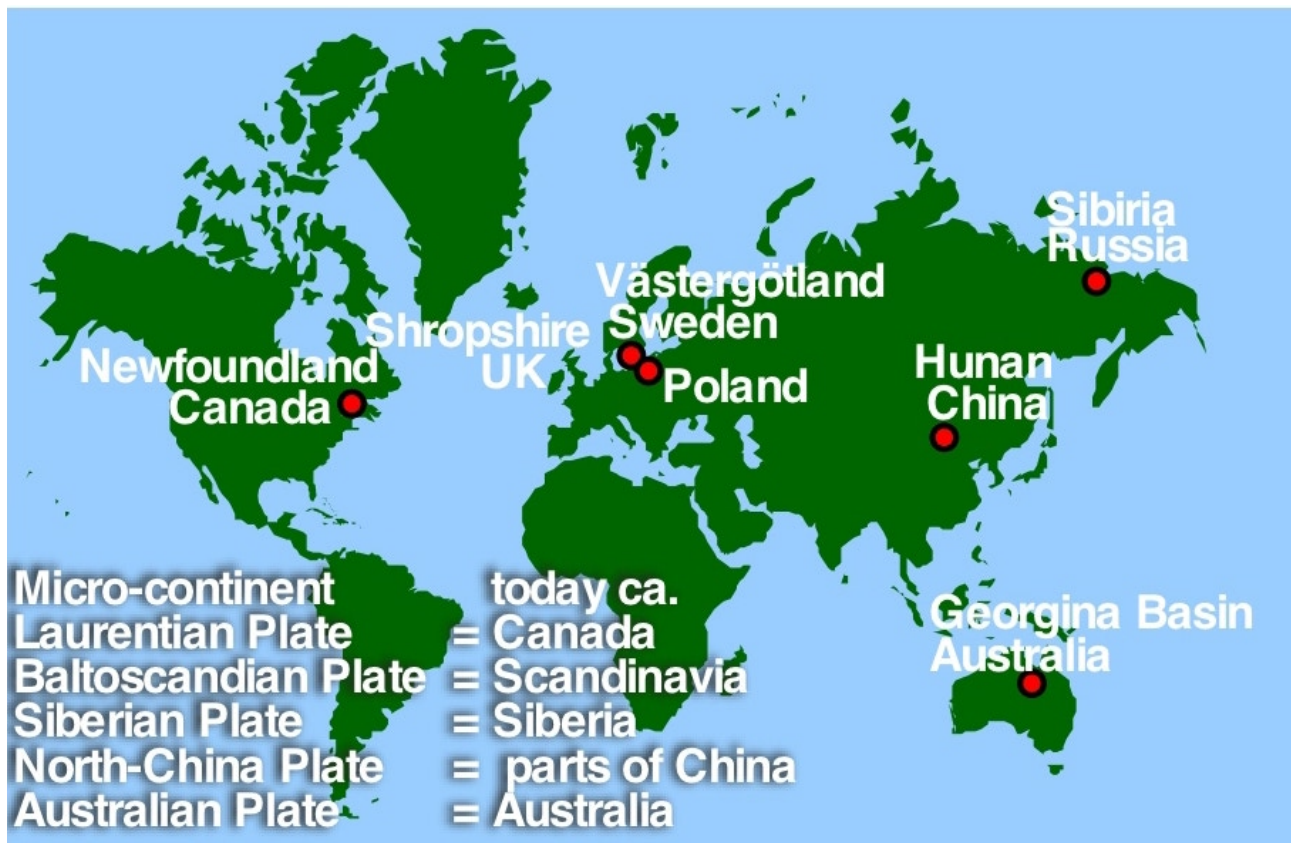 Sibiria
Russia
Västergötland
Sweden
Shropshire
UK
Newfoundland
Canada
Poland
Hunan
China
Georgina Basin
Australia
Micro-continent today ca.
Laurentian Plate = Canada
Baltoscandian Plate = Scandinavia
Siberian Plate = Siberia
North-China Plate = parts of China
Australian Plate = Australia